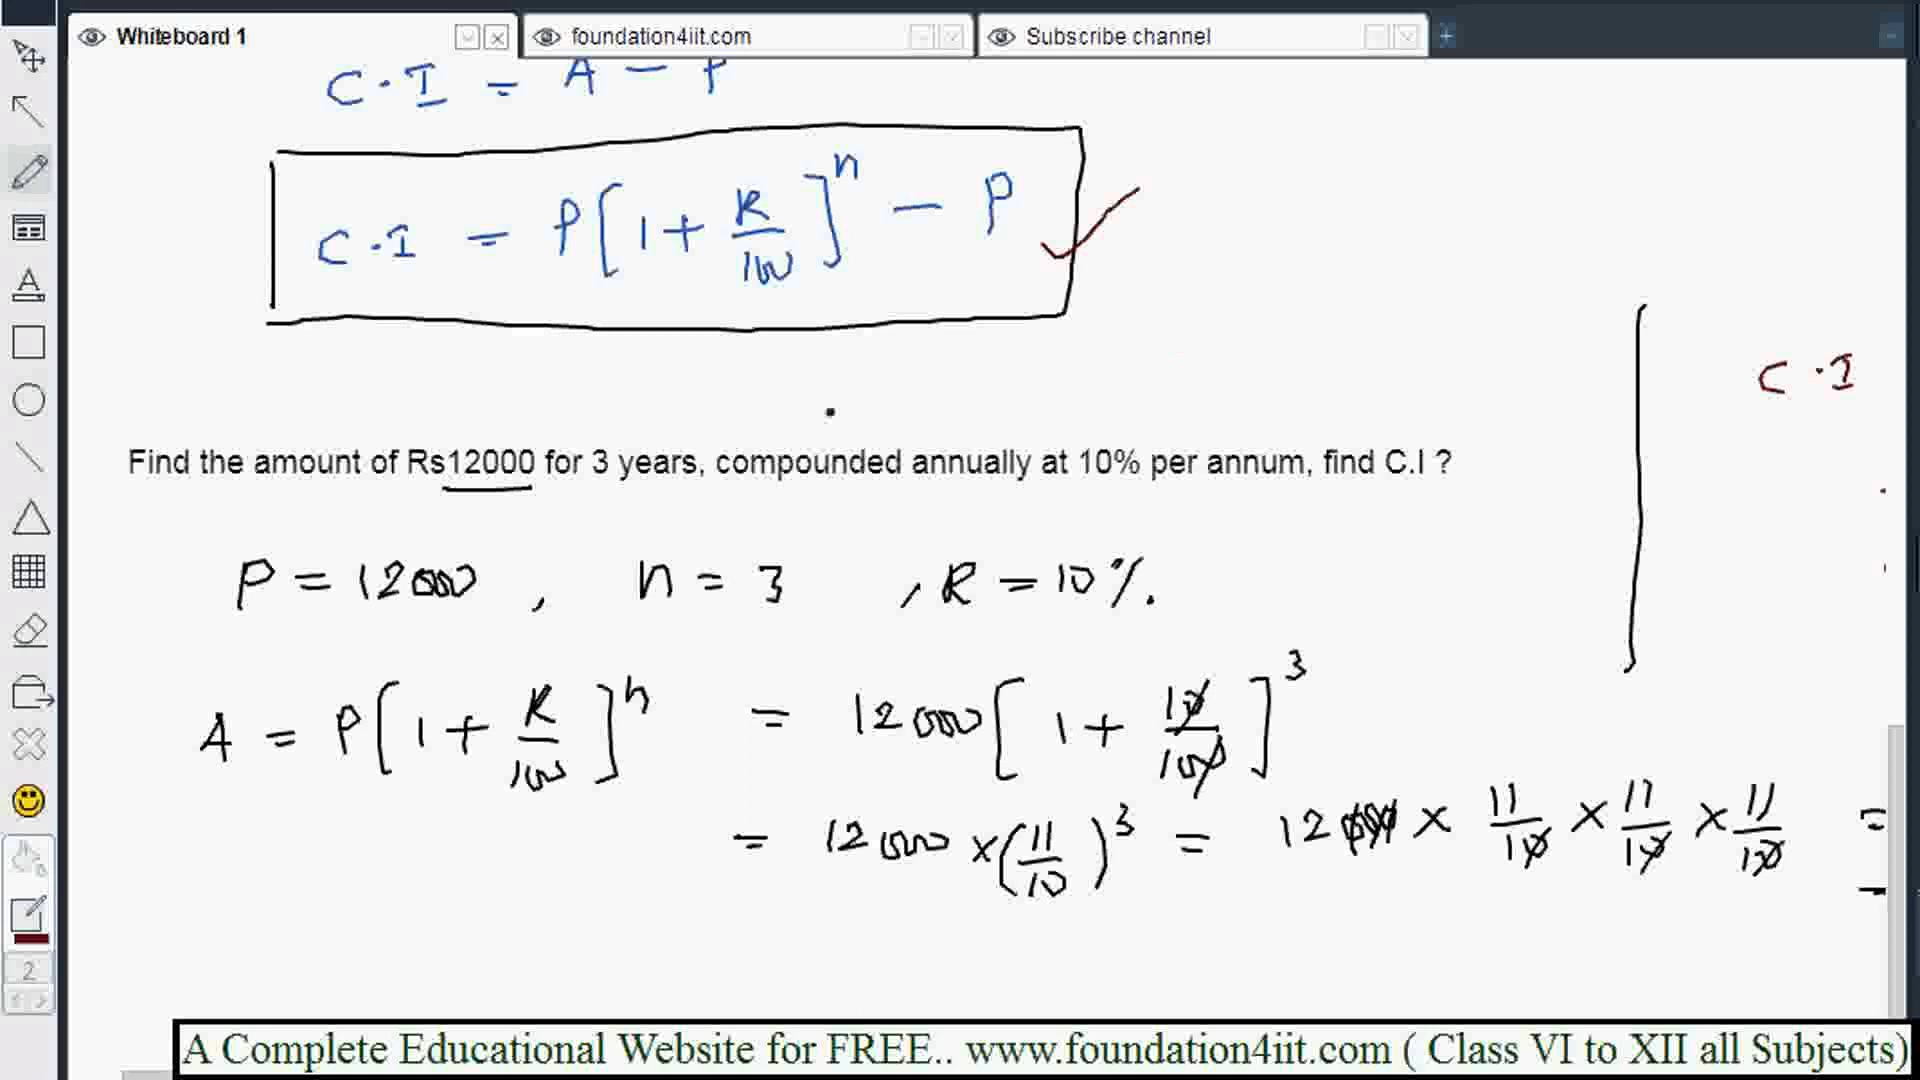 Whiteboard 1 foundation4iit.com Subscribe channel +
C.I = A - P
C.I = P[1 + R/100]^n - P
C.I
Find the amount of Rs12000 for 3 years, compounded annually at 10% per annum, find C.I ?
P = 12000 , n = 3 , R = 10%.
A = P[1 + R/100]^n = 12000[1 + 10/100]^3
= 12000 × (11/10)^3 = 12000 × 11/10 × 11/10 × 11/10 =
2
A Complete Educational Website for FREE.. www.foundation4iit.com ( Class VI to XII all Subjects)